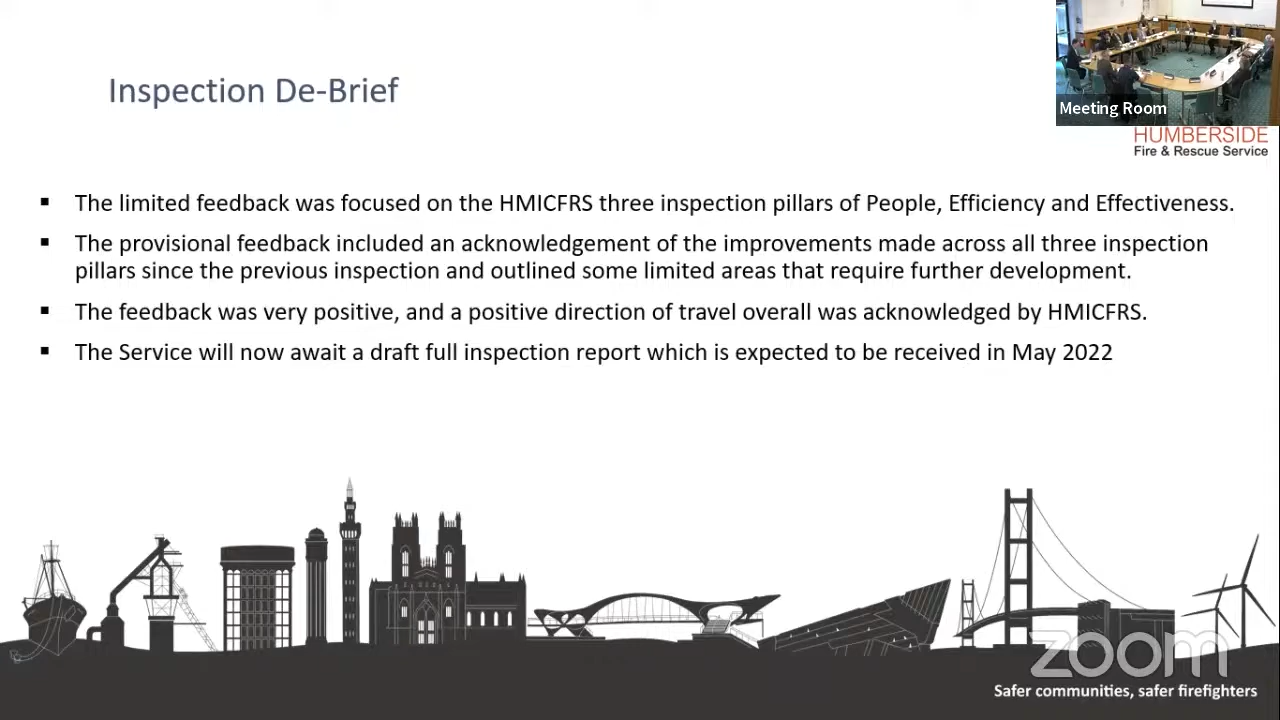 Inspection De-Brief
Meeting Room
HUMBERSIDE
Fire & Rescue Service
▪ The limited feedback was focused on the HMICFRS three inspection pillars of People, Efficiency and Effectiveness.
▪ The provisional feedback included an acknowledgement of the improvements made across all three inspection
pillars since the previous inspection and outlined some limited areas that require further development.
▪ The feedback was very positive, and a positive direction of travel overall was acknowledged by HMICFRS.
▪ The Service will now await a draft full inspection report which is expected to be received in May 2022
zoom
Safer communities, safer firefighters